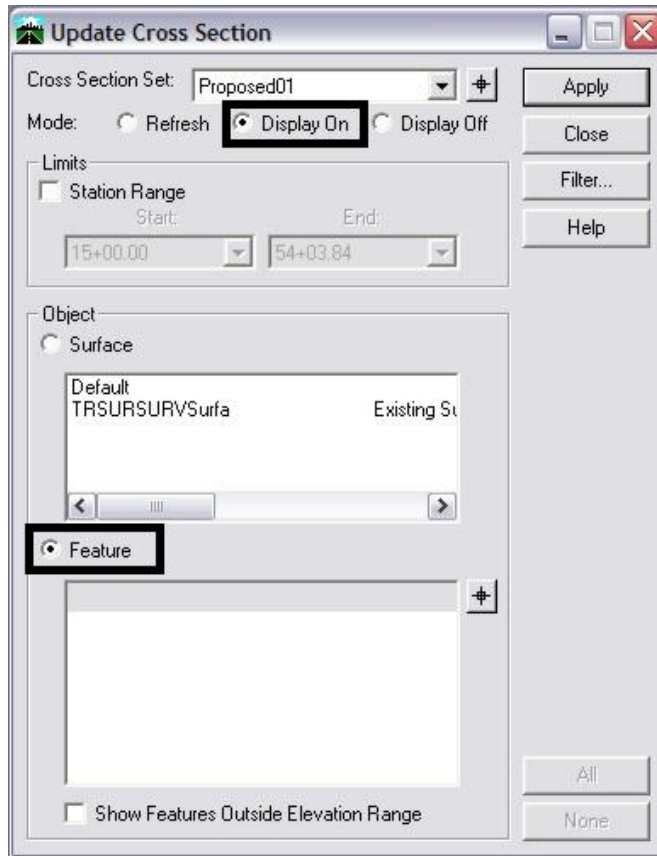 Update Cross Section
Cross Section Set: Proposed01
Apply
Mode: Refresh Display On Display Off
Close
Limits
Station Range
Filter...
Start: End:
Help
15+00.00 54+03.84
Object
Surface
Default
TRSURSURVSurfa Existing Su
Feature
All
Show Features Outside Elevation Range
None